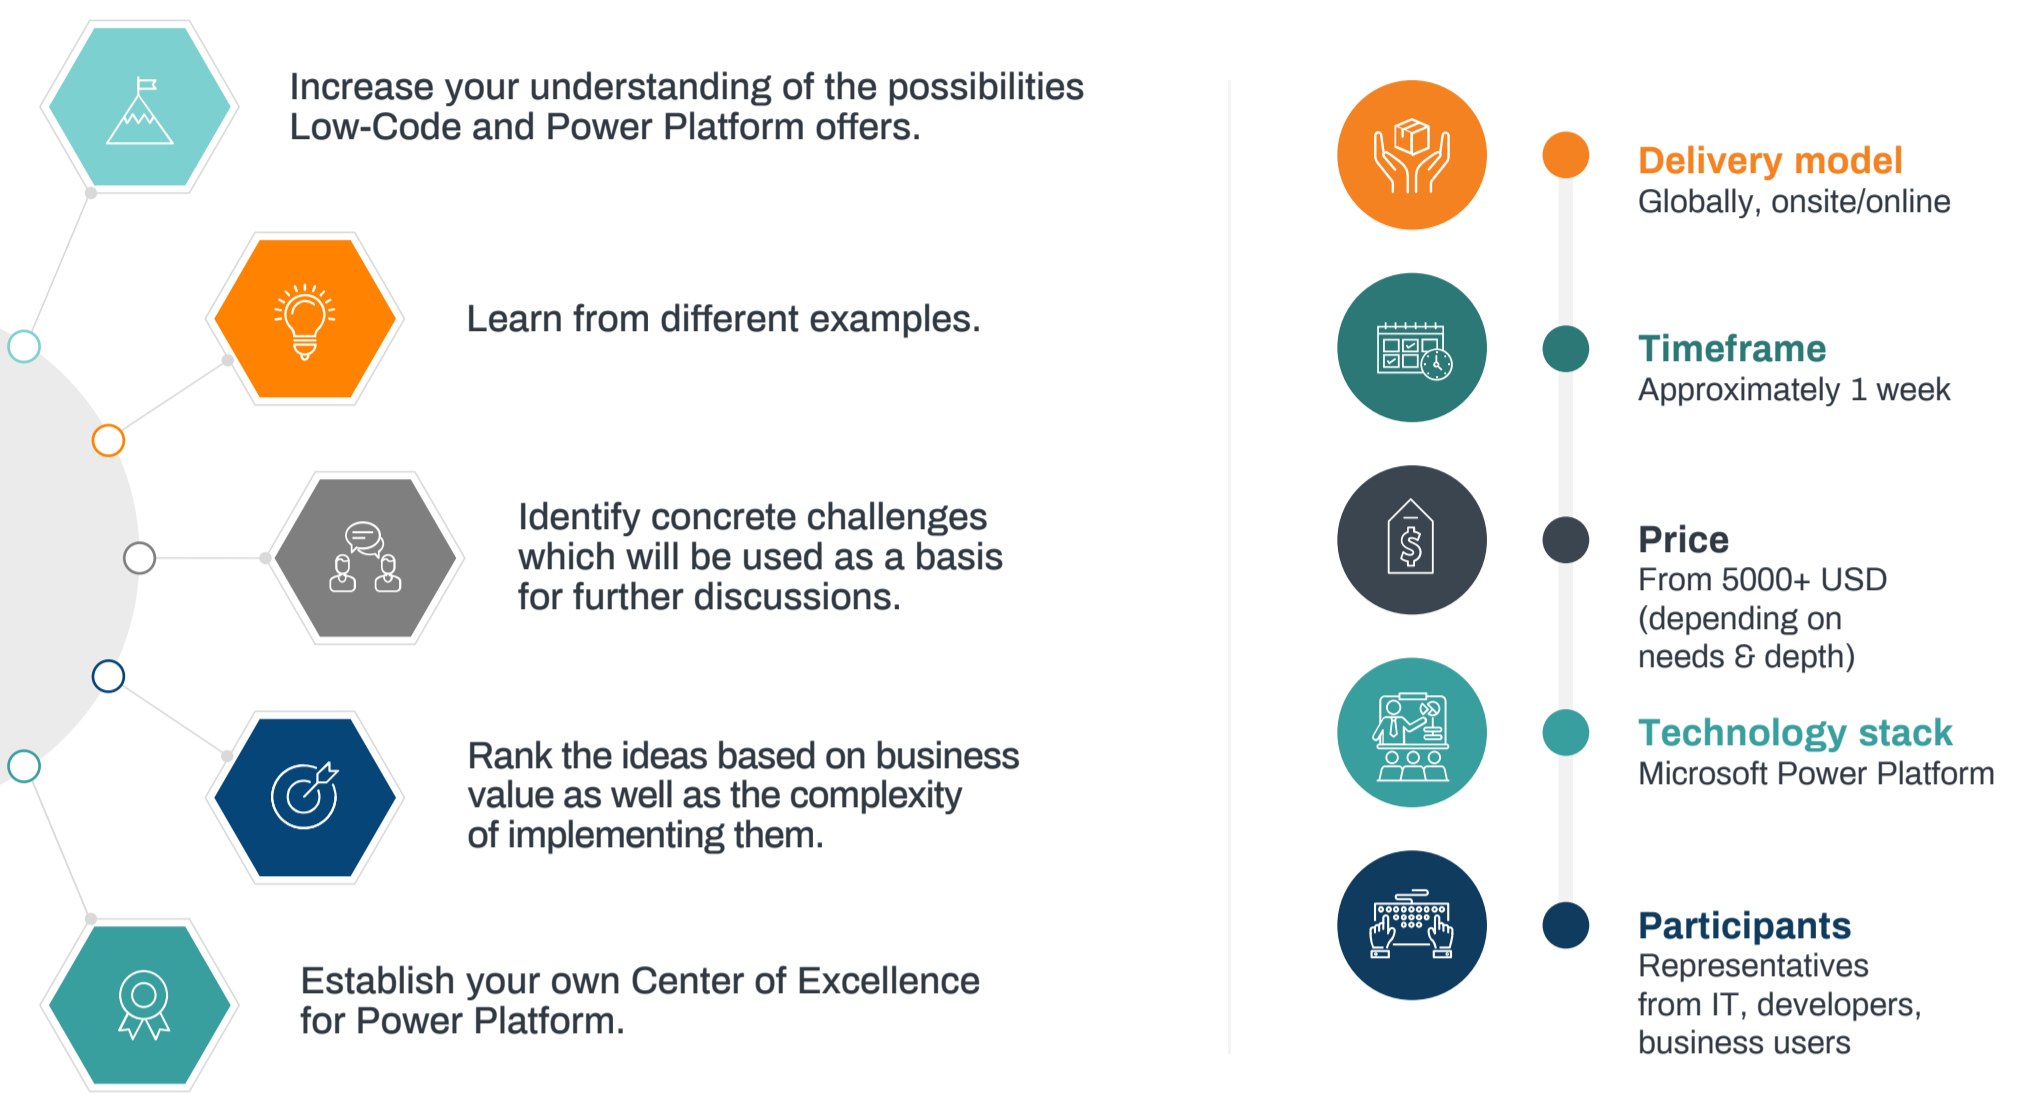 Increase your understanding of the possibilities
Low-Code and Power Platform offers.
Learn from different examples.
Identify concrete challenges
which will be used as a basis
for further discussions.
Rank the ideas based on business
value as well as the complexity
of implementing them.
Establish your own Center of Excellence
for Power Platform.
Delivery model
Globally, onsite/online
Timeframe
Approximately 1 week
$
Price
From 5000+ USD
(depending on
needs & depth)
Technology stack
Microsoft Power Platform
Participants
Representatives
from IT, developers,
business users